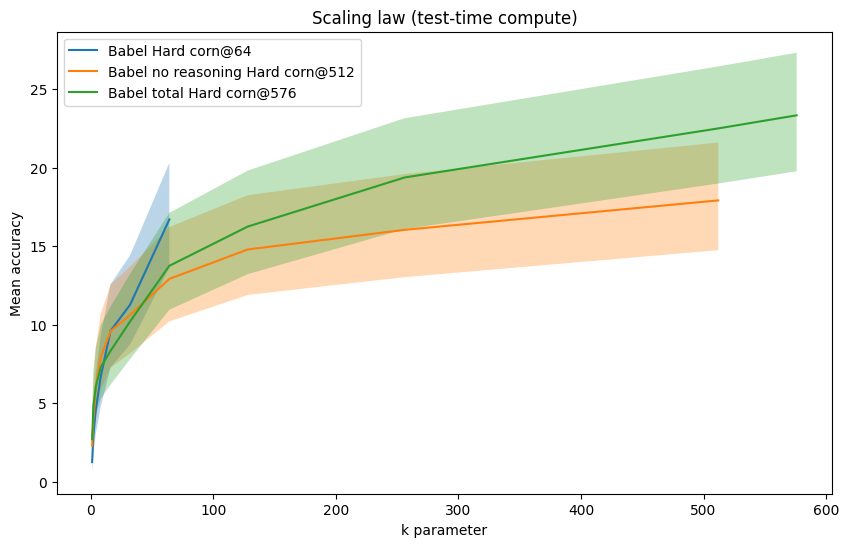 Scaling law (test-time compute)
Babel Hard corn@64
Babel no reasoning Hard corn@512
Babel total Hard corn@576
Mean accuracy
25
20
15
10
5
0
0 100 200 300 400 500 600
k parameter